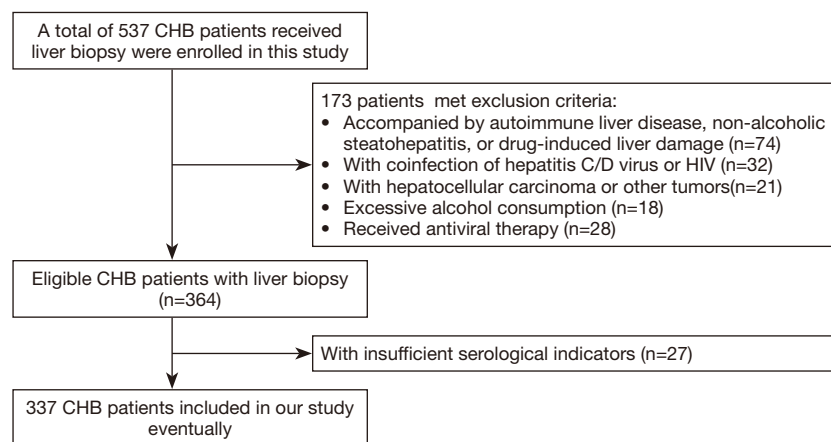 A total of 537 CHB patients received
liver biopsy were enrolled in this study
173 patients met exclusion criteria:
• Accompanied by autoimmune liver disease, non-alcoholic
steatohepatitis, or drug-induced liver damage (n=74)
• With coinfection of hepatitis C/D virus or HIV (n=32)
• With hepatocellular carcinoma or other tumors(n=21)
• Excessive alcohol consumption (n=18)
• Received antiviral therapy (n=28)
Eligible CHB patients with liver biopsy
(n=364)
With insufficient serological indicators (n=27)
337 CHB patients included in our study
eventually